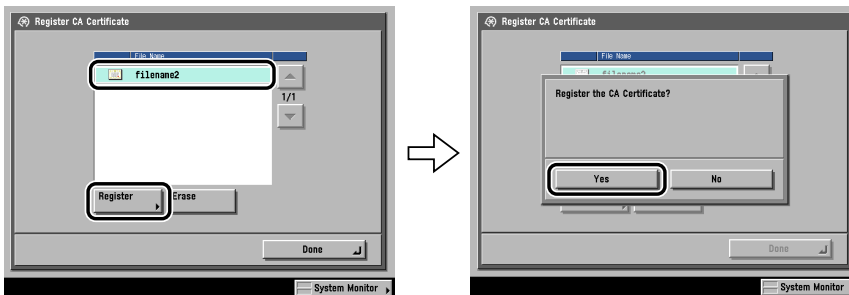 Register CA Certificate
File Name
filename2
1/1
Register
Erase
Done
System Monitor
Register CA Certificate
File Name
filename2
Register the CA Certificate?
Yes
No
Done
System Monitor